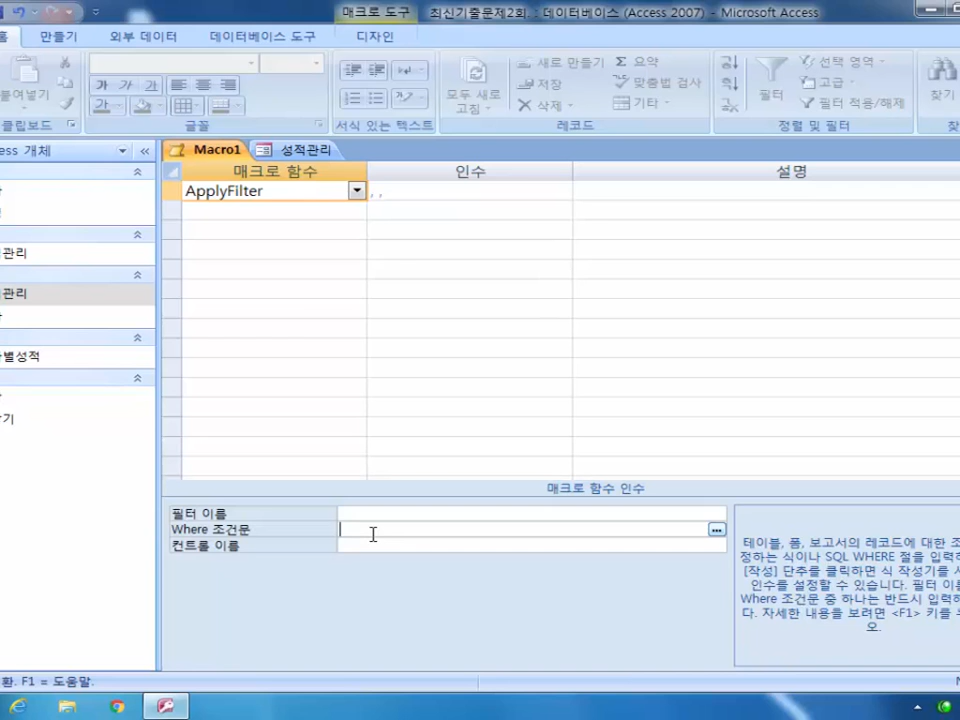 매크로 도구 최신기출문제2회. : 데이터베이스 (Access 2007) - Microsoft Access
홈 만들기 외부 데이터 데이터베이스 도구 디자인
붙여넣기
가 가 가
가
모두 새로 고침
새로 만들기
저장
삭제
Σ 요약
맞춤법 검사
기타
필터
선택 영역
고급
필터 적용/해제
찾기
클립보드 글꼴 서식 있는 텍스트 레코드 정렬 및 필터 찾
ess 개체 « Macro1 성적관리
매크로 함수 인수 설명
ApplyFilter , ,
관리
관리
별성적
기
매크로 함수 인수
필터 이름
Where 조건문
컨트롤 이름
테이블, 폼, 보고서의 레코드에 대한 조
정하는 식이나 SQL WHERE 절을 입력하
[작성] 단추를 클릭하면 식 작성기를 사
인수를 설정할 수 있습니다. 필터 이
Where 조건문 중 하나는 반드시 입력하
다. 자세한 내용을 보려면 <F1> 키를 누
오.
환. F1 = 도움말.